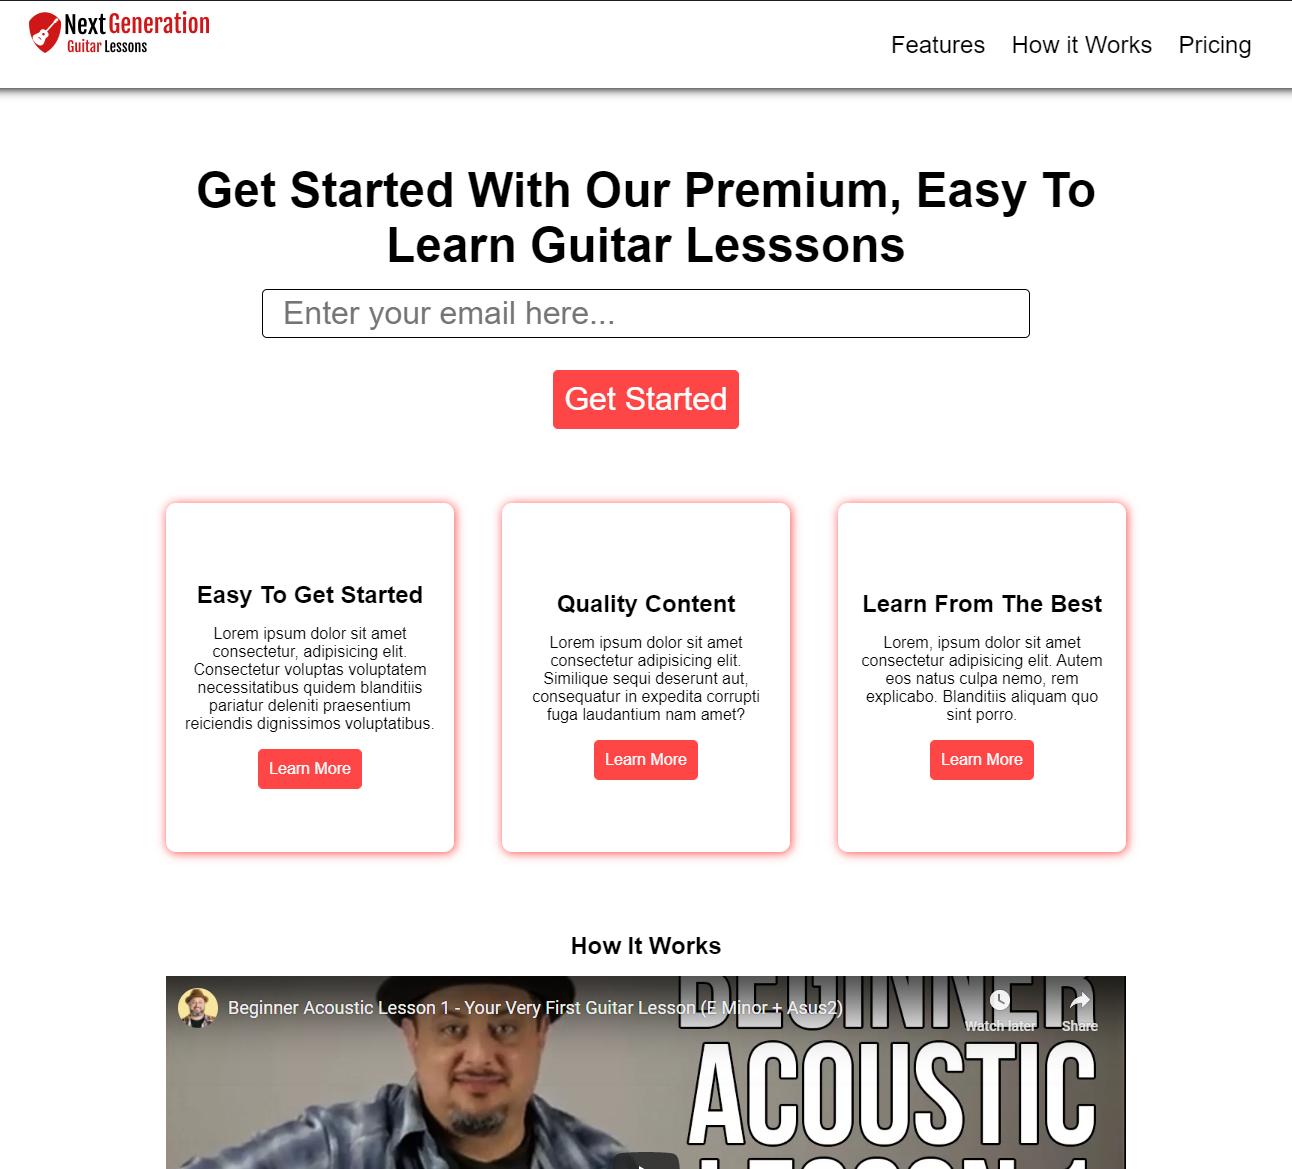 Next Generation
Guitar Lessons
Features How it Works Pricing
Get Started With Our Premium, Easy To
Learn Guitar Lesssons
Enter your email here...
Get Started
Easy To Get Started
Lorem ipsum dolor sit amet
consectetur, adipisicing elit.
Consectetur voluptas voluptatem
necessitatibus quidem blanditiis
pariatur deleniti praesentium
reiciendis dignissimos voluptatibus.
Learn More
Quality Content
Lorem ipsum dolor sit amet
consectetur adipisicing elit.
Similique sequi deserunt aut,
consequatur in expedita corrupti
fuga laudantium nam amet?
Learn More
Learn From The Best
Lorem, ipsum dolor sit amet
consectetur adipisicing elit. Autem
eos natus culpa nemo, rem
explicabo. Blanditiis aliquam quo
sint porro.
Learn More
How It Works
Beginner Acoustic Lesson 1 - Your Very First Guitar Lesson (E Minor + Asus2)
Watch later Share
BEGINNER
ACOUSTIC
LESSON 1